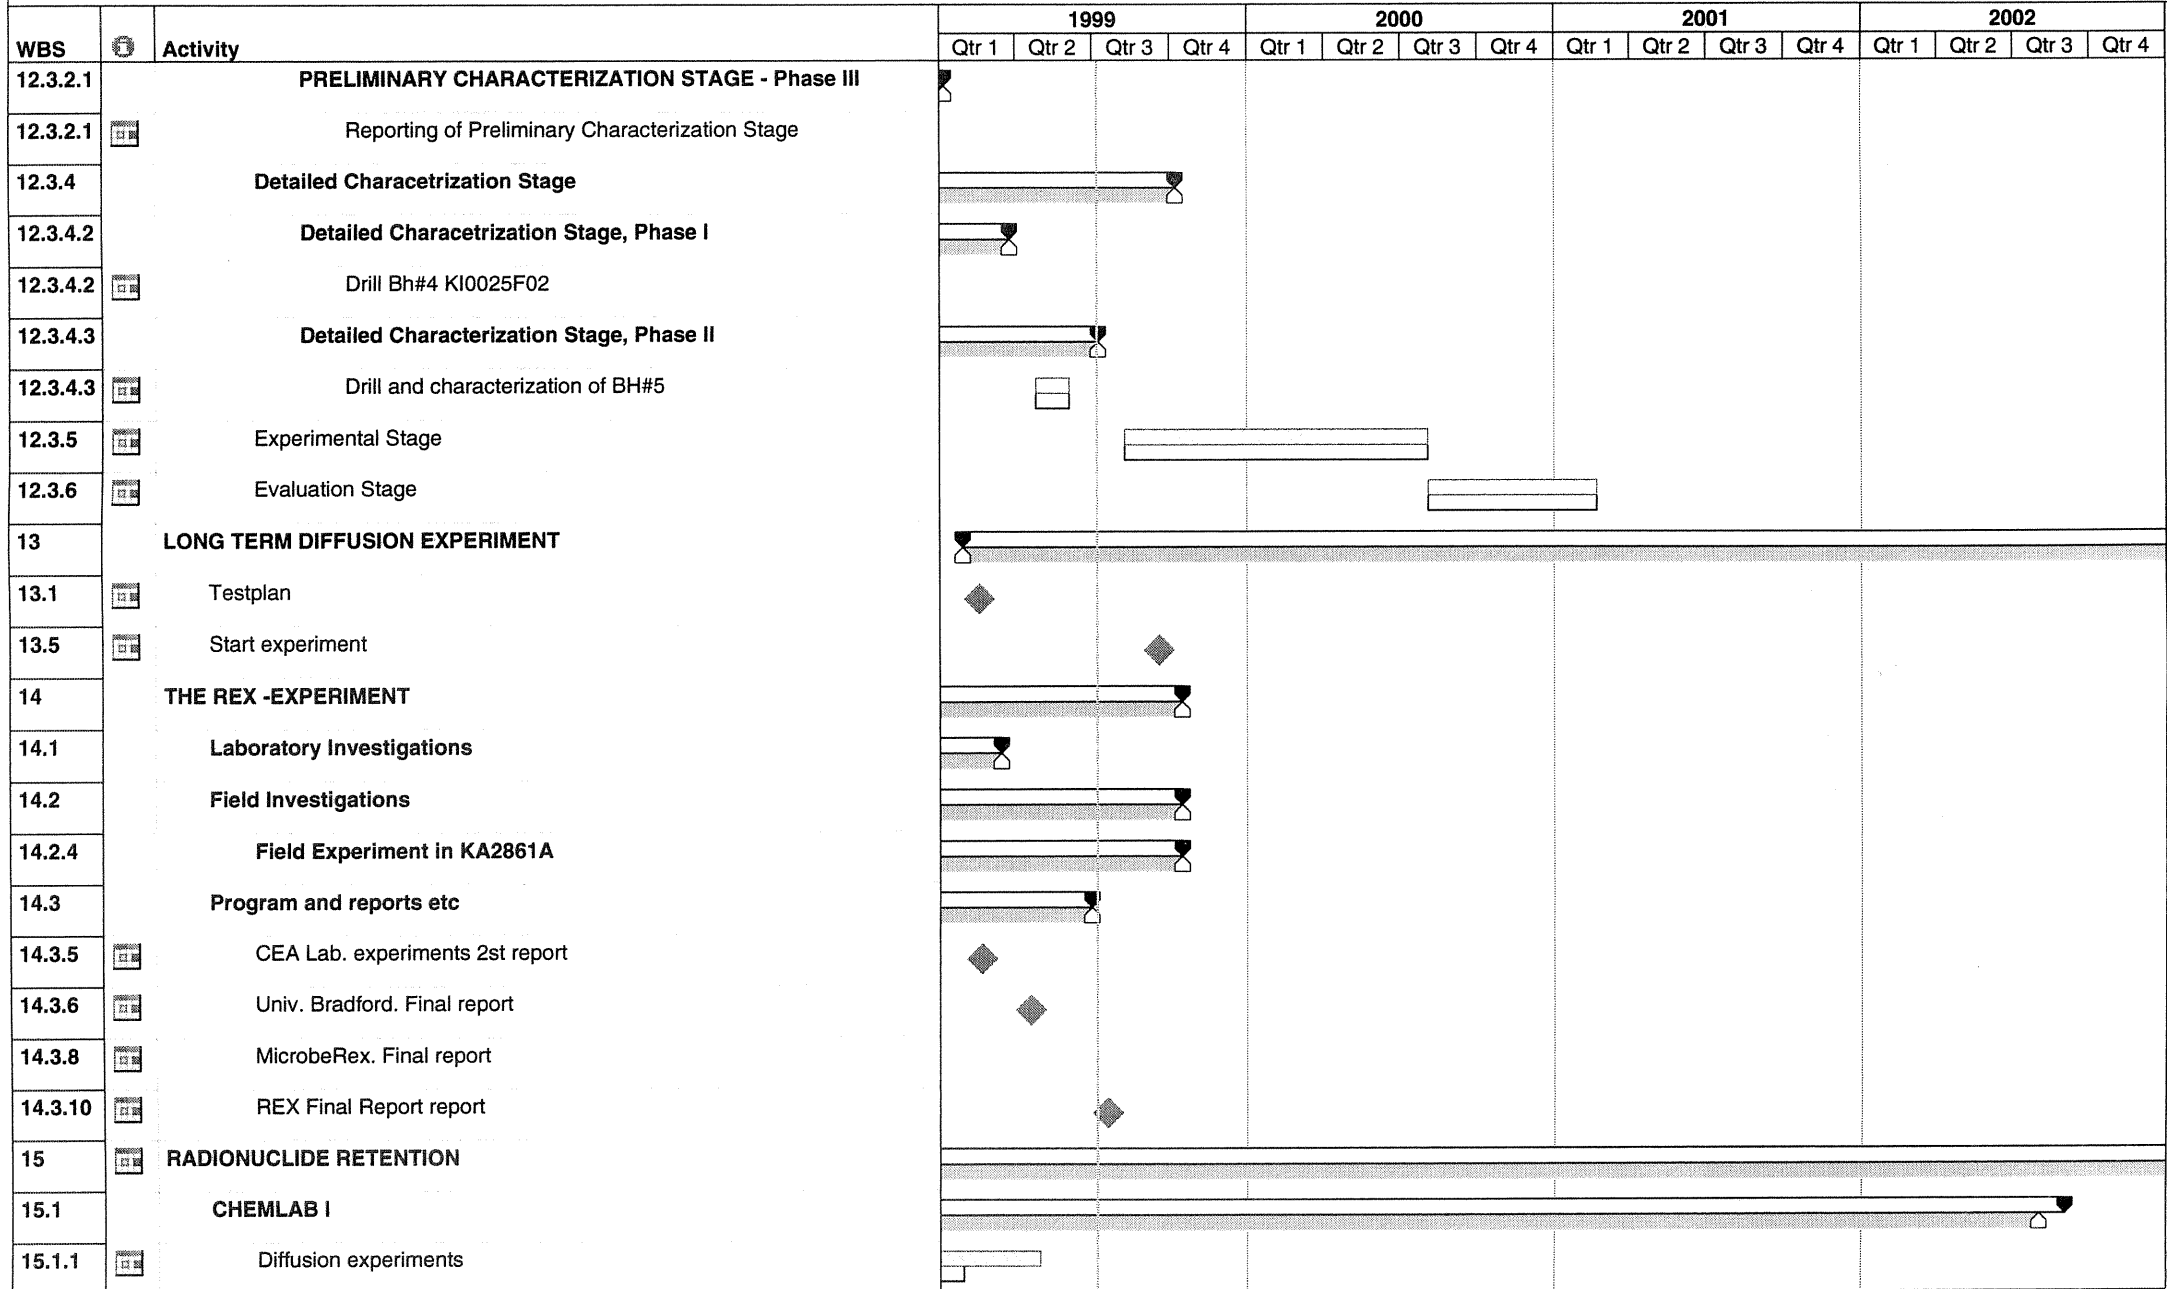 1999 2000 2001 2002
WBS Activity Qtr 1 Qtr 2 Qtr 3 Qtr 4 Qtr 1 Qtr 2 Qtr 3 Qtr 4 Qtr 1 Qtr 2 Qtr 3 Qtr 4 Qtr 1 Qtr 2 Qtr 3 Qtr 4
12.3.2.1 PRELIMINARY CHARACTERIZATION STAGE - Phase III
12.3.2.1 Reporting of Preliminary Characterization Stage
12.3.4 Detailed Characetrization Stage
12.3.4.2 Detailed Characetrization Stage, Phase I
12.3.4.2 Drill Bh#4 KI0025F02
12.3.4.3 Detailed Characterization Stage, Phase II
12.3.4.3 Drill and characterization of BH#5
12.3.5 Experimental Stage
12.3.6 Evaluation Stage
13 LONG TERM DIFFUSION EXPERIMENT
13.1 Testplan
13.5 Start experiment
14 THE REX -EXPERIMENT
14.1 Laboratory Investigations
14.2 Field Investigations
14.2.4 Field Experiment in KA2861A
14.3 Program and reports etc
14.3.5 CEA Lab. experiments 2st report
14.3.6 Univ. Bradford. Final report
14.3.8 MicrobeRex. Final report
14.3.10 REX Final Report report
15 RADIONUCLIDE RETENTION
15.1 CHEMLAB I
15.1.1 Diffusion experiments